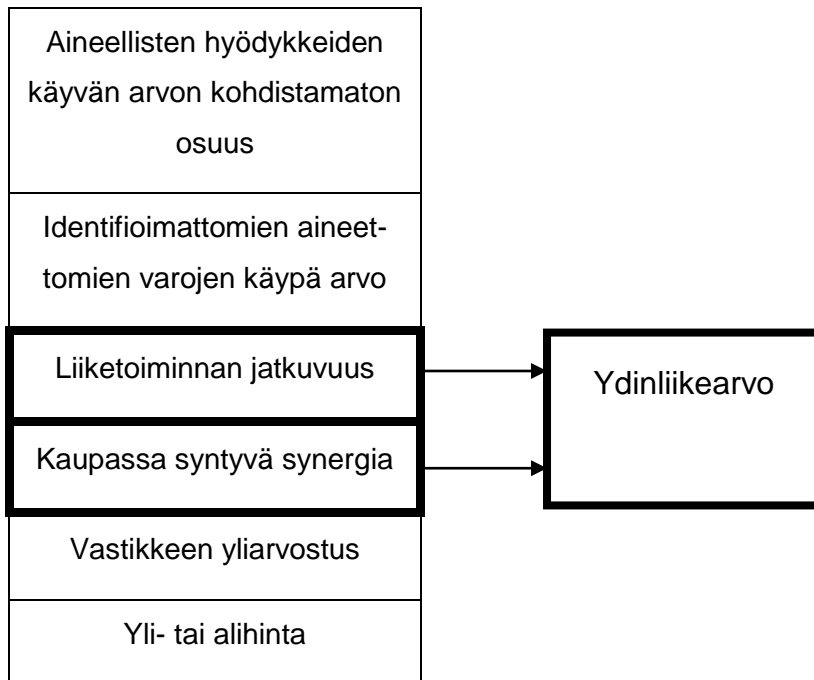 Aineellisten hyödykkeiden
käyvän arvon kohdistamaton
osuus
Identifioimattomien aineet-
tomien varojen käypä arvo
Liiketoiminnan jatkuvuus
Ydinliikearvo
Kaupassa syntyvä synergia
Vastikkeen yliarvostus
Yli- tai alihinta